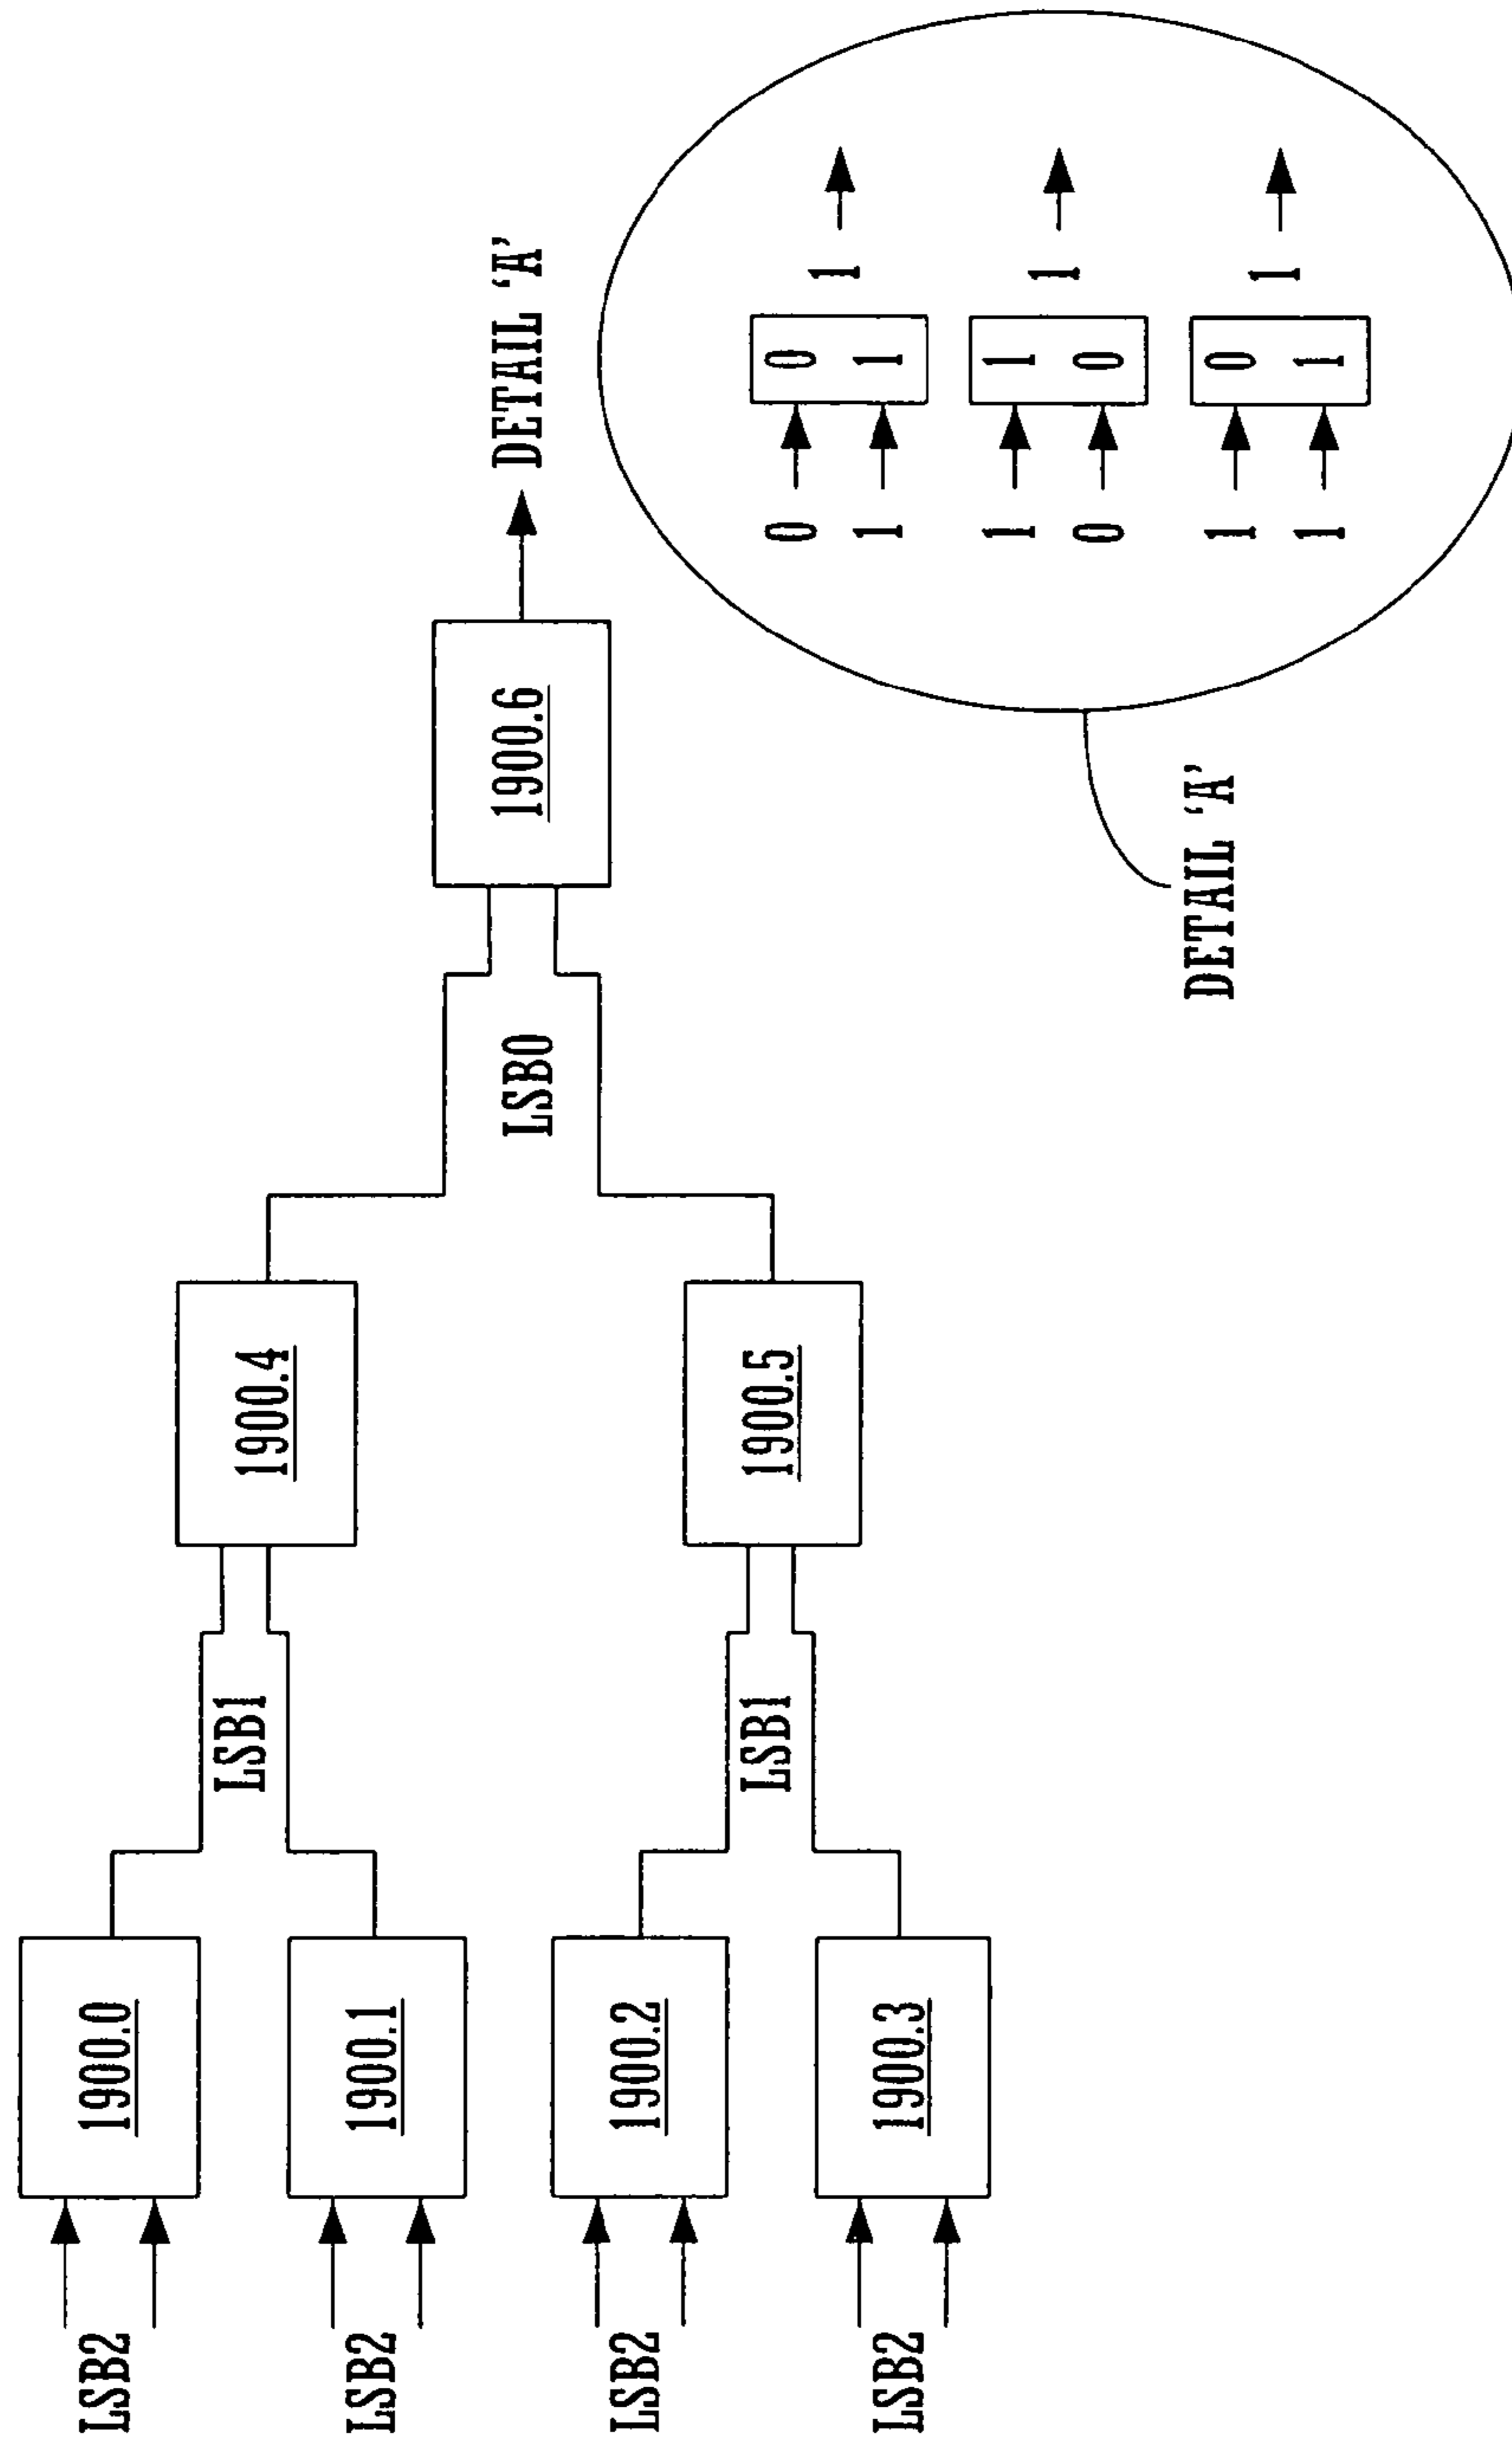 LSB2 1900.0
LSB1 1900.4
LSB2 1900.1
LSB0 1900.6 DETAIL 'A'
LSB2 1900.2
LSB1 1900.5
LSB2 1900.3
0 0
1
1 1
1 1
1
0 0
1 0
1
1 1
DETAIL 'A'